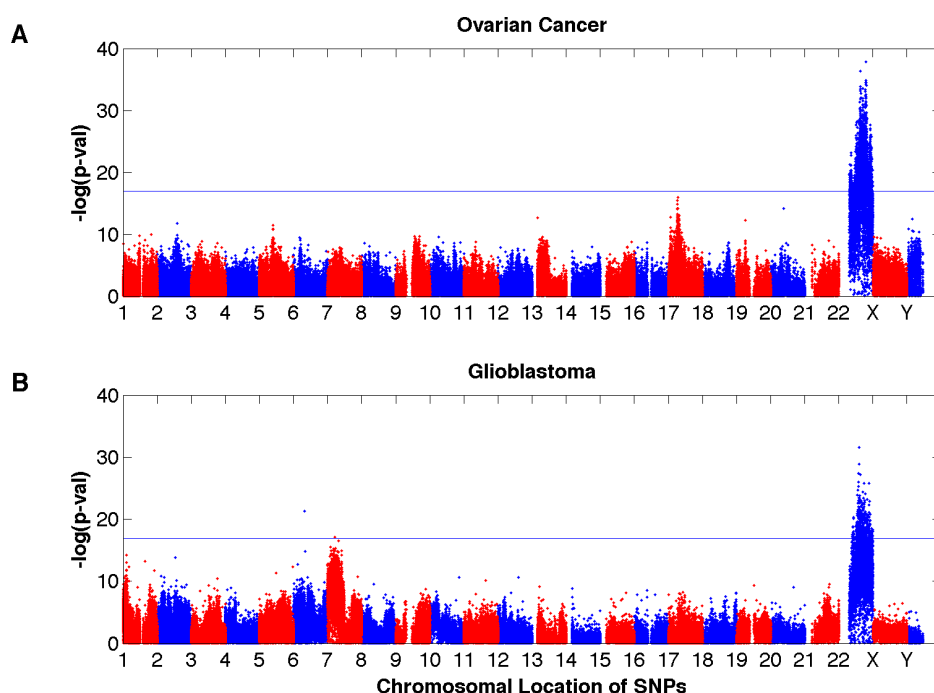 A
Ovarian Cancer
-log(p-val)
40
30
20
10
0
1 2 3 4 5 6 7 8 9 10 11 12 13 14 15 16 17 18 19 20 21 22 X Y
B
Glioblastoma
-log(p-val)
40
30
20
10
0
1 2 3 4 5 6 7 8 9 10 11 12 13 14 15 16 17 18 19 20 21 22 X Y
Chromosomal Location of SNPs